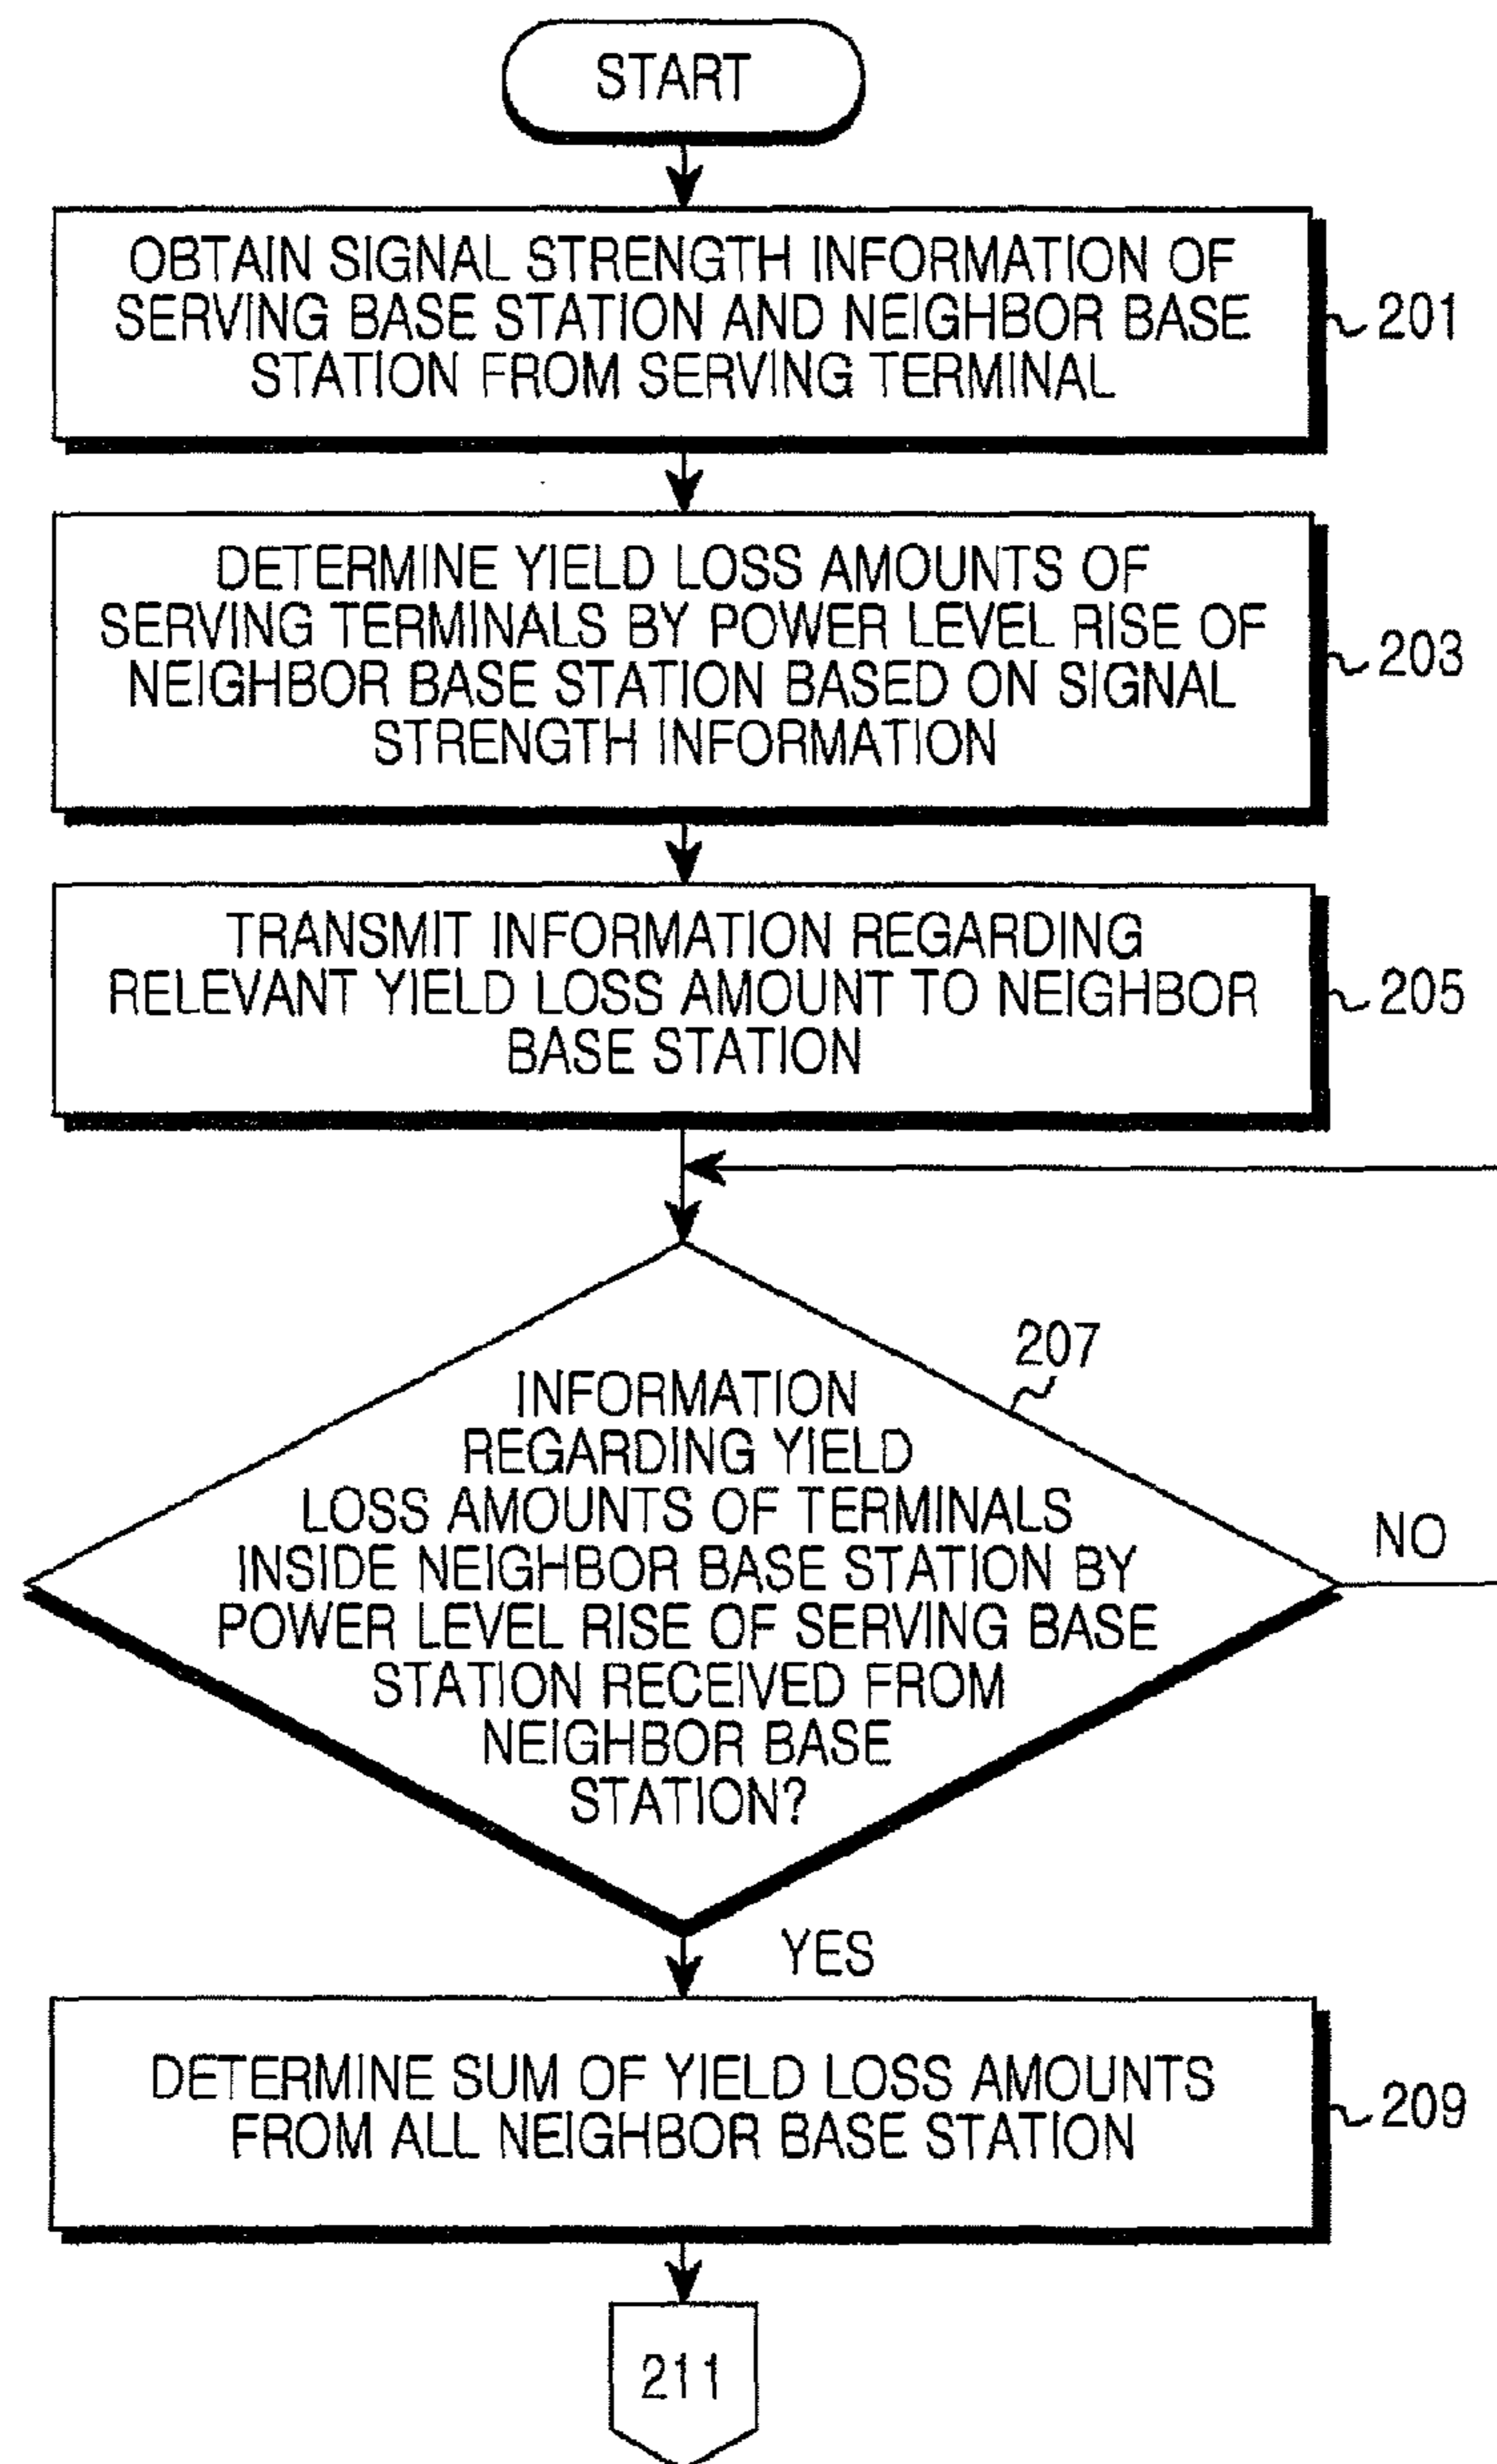 START
OBTAIN SIGNAL STRENGTH INFORMATION OF
SERVING BASE STATION AND NEIGHBOR BASE
STATION FROM SERVING TERMINAL
201
DETERMINE YIELD LOSS AMOUNTS OF
SERVING TERMINALS BY POWER LEVEL RISE OF
NEIGHBOR BASE STATION BASED ON SIGNAL
STRENGTH INFORMATION
203
TRANSMIT INFORMATION REGARDING
RELEVANT YIELD LOSS AMOUNT TO NEIGHBOR
BASE STATION
205
207
INFORMATION
REGARDING YIELD
LOSS AMOUNTS OF TERMINALS
INSIDE NEIGHBOR BASE STATION BY
POWER LEVEL RISE OF SERVING BASE
STATION RECEIVED FROM
NEIGHBOR BASE
STATION?
NO
YES
DETERMINE SUM OF YIELD LOSS AMOUNTS
FROM ALL NEIGHBOR BASE STATION
209
211